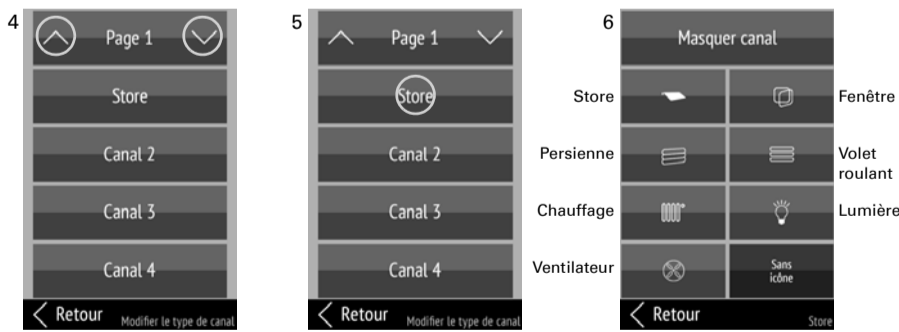 4
Page 1
Store
Canal 2
Canal 3
Canal 4
Retour
Modifier le type de canal
5
Page 1
Store
Canal 2
Canal 3
Canal 4
Retour
Modifier le type de canal
6
Masquer canal
Store
Fenêtre
Persienne
Volet
roulant
Chauffage
Lumière
Ventilateur
Sans
icône
Retour
Store